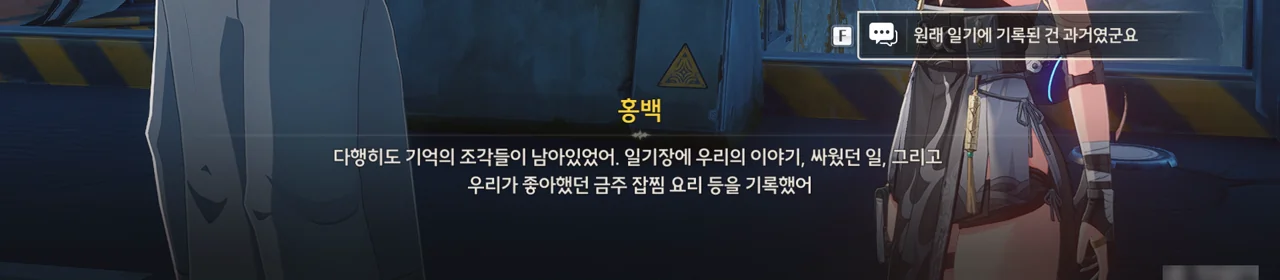 F
원래 일기에 기록된 건 과거였군요
홍백
다행히도 기억의 조각들이 남아있었어. 일기장에 우리의 이야기, 싸웠던 일, 그리고
우리가 좋아했던 금주 잡찜 요리 등을 기록했어